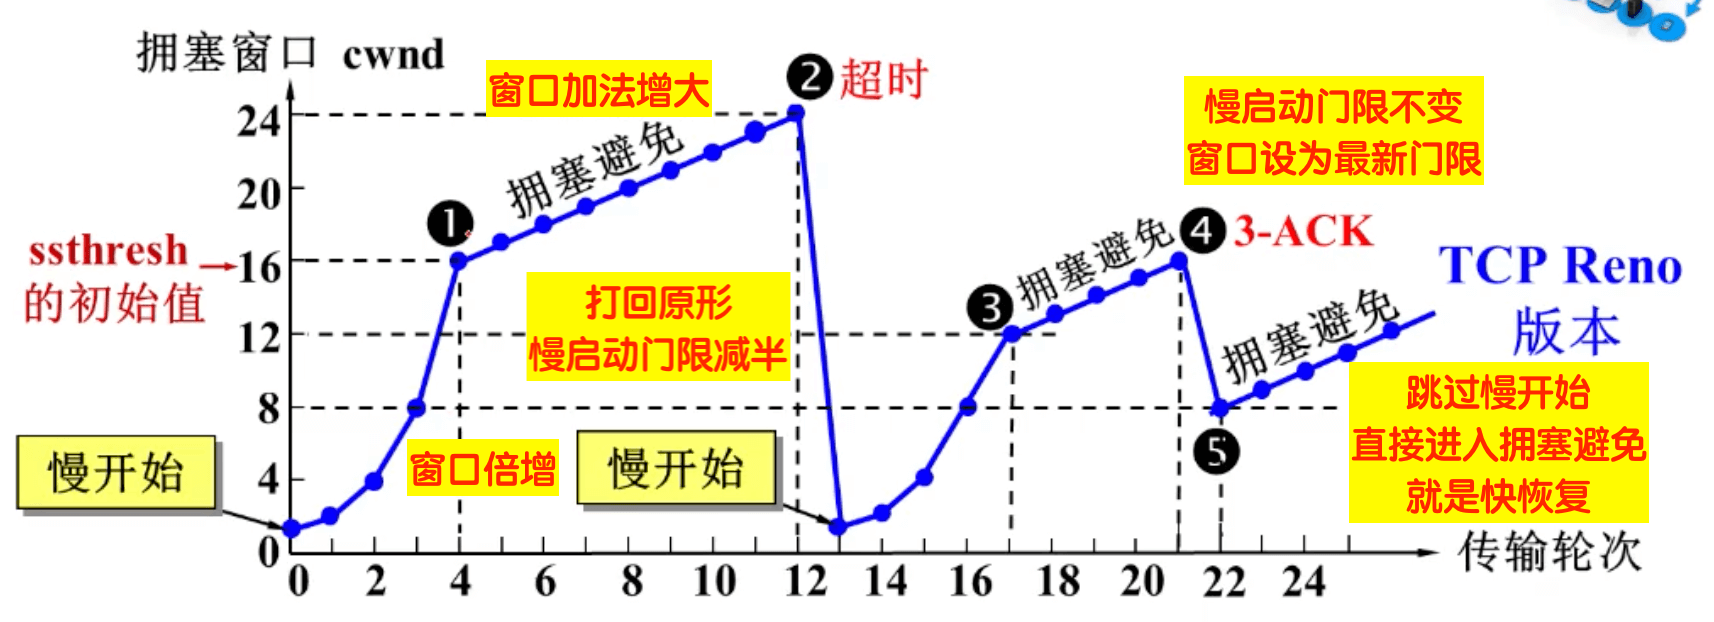 拥塞窗口 cwnd
窗口加法增大
❷ 超时
慢启动门限不变
窗口设为最新门限
24
20
16
12
8
4
0
ssthresh
的初始值
❶
拥塞避免
打回原形
慢启动门限减半
❸
拥塞避免
❹ 3-ACK
TCP Reno
版本
拥塞避免
跳过慢开始
直接进入拥塞避免
就是快恢复
❺
慢开始
窗口倍增
慢开始
0 2 4 6 8 10 12 14 16 18 20 22 24
传输轮次